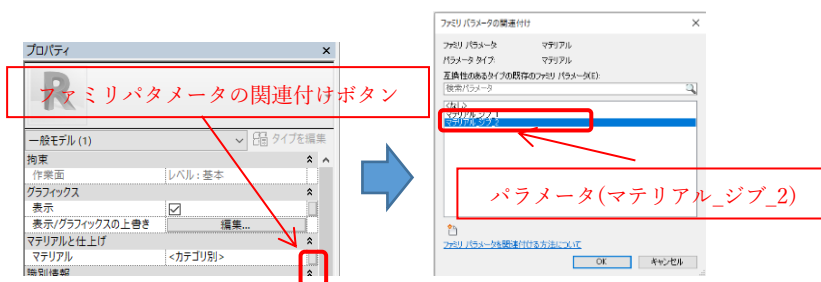 プロパティ
ファミリパタメータの関連付けボタン
一般モデル (1)
タイプを編集
拘束
作業面
レベル : 基本
グラフィックス
表示
表示/グラフィックスの上書き
編集...
マテリアルと仕上げ
マテリアル
<カテゴリ別>
識別情報
ファミリ パラメータの関連付け
ファミリ パラメータ:
マテリアル
パラメータ タイプ:
マテリアル
互換性のあるタイプの既存のファミリ パラメータ(E):
検索パラメータ
<なし>
マテリアル_ジブ_1
マテリアル_ジブ_2
パラメータ(マテリアル_ジブ_2)
ファミリ パラメータを関連付ける方法について
OK
キャンセル